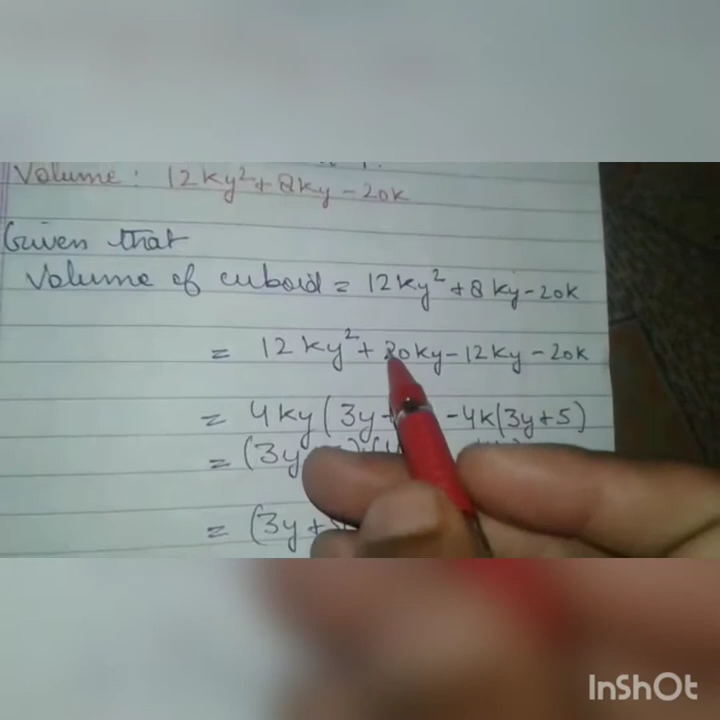 Volume: 12ky²+8ky-20k
Given that
Volume of cuboid = 12ky²+8ky-20k
= 12ky²+20ky-12ky-20k
= 4ky(3y+ -4k(3y+5)
= (3y
= (3y+
InShOt